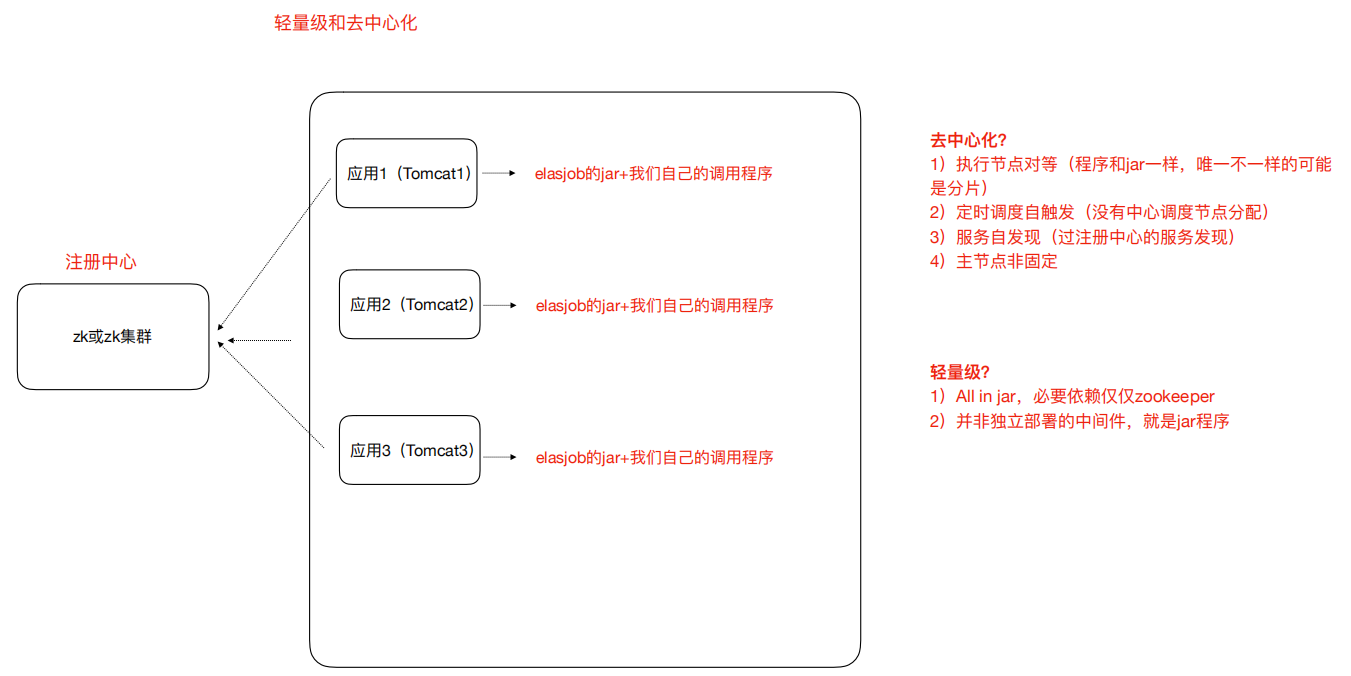 轻量级和去中心化
应用1（Tomcat1）
elasjob的jar+我们自己的调用程序
注册中心
zk或zk集群
应用2（Tomcat2）
elasjob的jar+我们自己的调用程序
应用3（Tomcat3）
elasjob的jar+我们自己的调用程序
去中心化?
1）执行节点对等（程序和jar一样，唯一不一样的可能
是分片）
2）定时调度自触发（没有中心调度节点分配）
3）服务自发现（过注册中心的服务发现）
4）主节点非固定
轻量级?
1）All in jar，必要依赖仅仅zookeeper
2）并非独立部署的中间件，就是jar程序